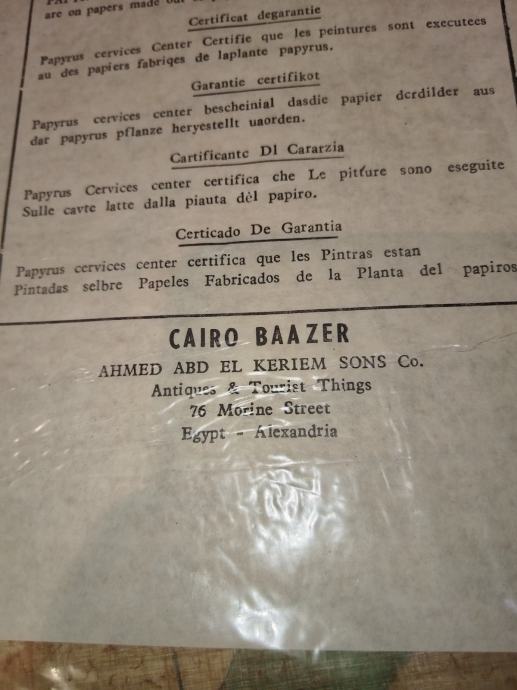 are on papers made
Certificat degarantie
Papyrus cervices Center Certifie que les peintures sont executees
au des papiers fabriqes de laplante papyrus.
Garantie certifikot
Papyrus cervices center bescheinial dasdie papier dcrdilder aus
dar papyrus pflanze heryestellt uaorden.
Cartificante Dl Cararzia
Papyrus Cervices center certifica che Le pitfure sono eseguite
Sulle cavte latte dalla piauta dèl papiro.
Certicado De Garantia
Papyrus cervices center certifica que les Pintras estan
Pintadas selbre Papeles Fabricados de la Planta del papiros
CAIRO BAAZER
AHMED ABD EL KERIEM SONS Co.
Antiques & Tourist Things
76 Morine Street
Egypt - Alexandria